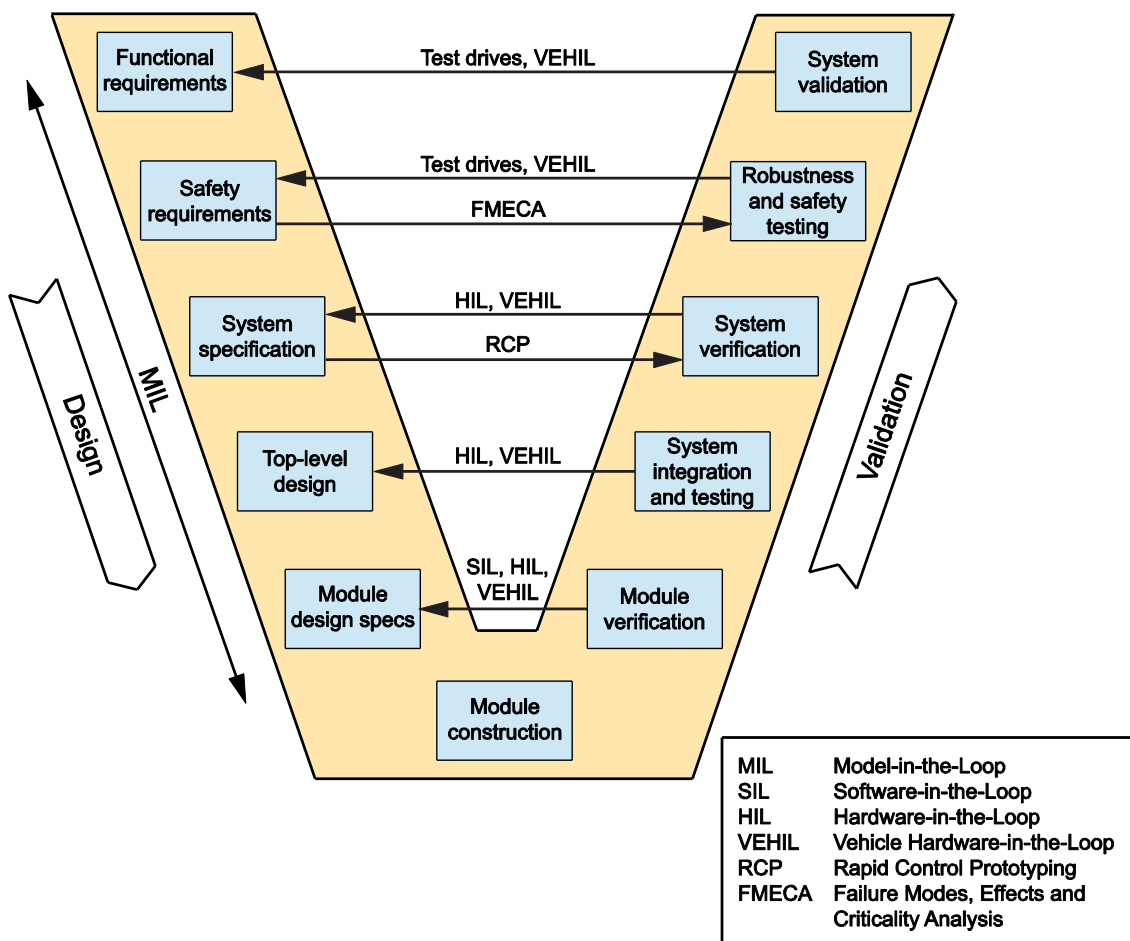 Functional
requirements
Test drives, VEHIL
System
validation
Safety
requirements
Test drives, VEHIL
FMECA
Robustness
and safety
testing
System
specification
HIL, VEHIL
RCP
System
verification
MIL
Design
Validation
Top-level
design
HIL, VEHIL
System
integration
and testing
Module
design specs
SIL, HIL,
VEHIL
Module
verification
Module
construction
MIL Model-in-the-Loop
SIL Software-in-the-Loop
HIL Hardware-in-the-Loop
VEHIL Vehicle Hardware-in-the-Loop
RCP Rapid Control Prototyping
FMECA Failure Modes, Effects and
Criticality Analysis